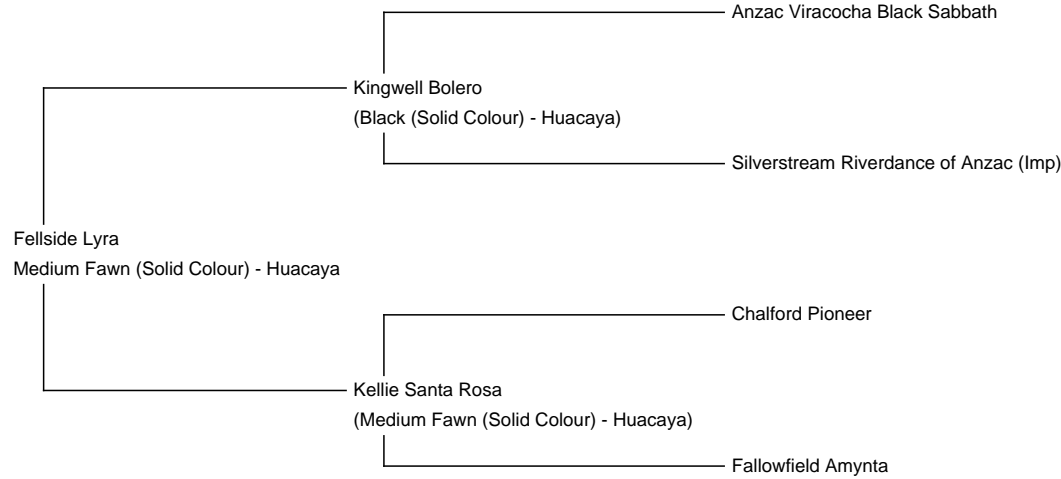 Anzac Viracocha Black Sabbath
Kingwell Bolero
(Black (Solid Colour) - Huacaya)
Silverstream Riverdance of Anzac (Imp)
Fellside Lyra
Medium Fawn (Solid Colour) - Huacaya
Chalford Pioneer
Kellie Santa Rosa
(Medium Fawn (Solid Colour) - Huacaya)
Fallowfield Amynta